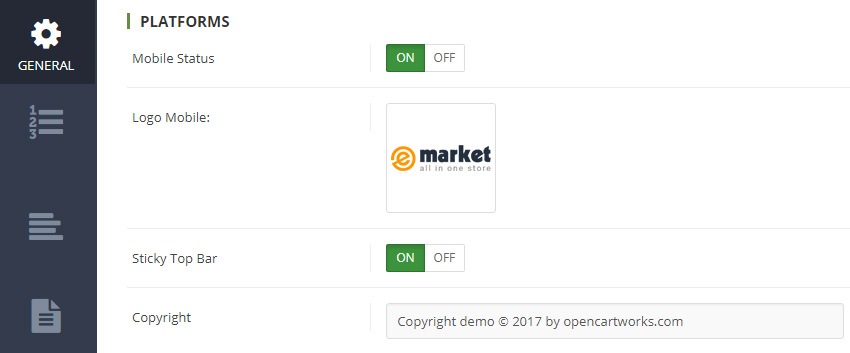 PLATFORMS
GENERAL
Mobile Status
ON OFF
1
2
3
Logo Mobile:
e market
all in one store
Sticky Top Bar
ON OFF
Copyright
Copyright demo © 2017 by opencartworks.com